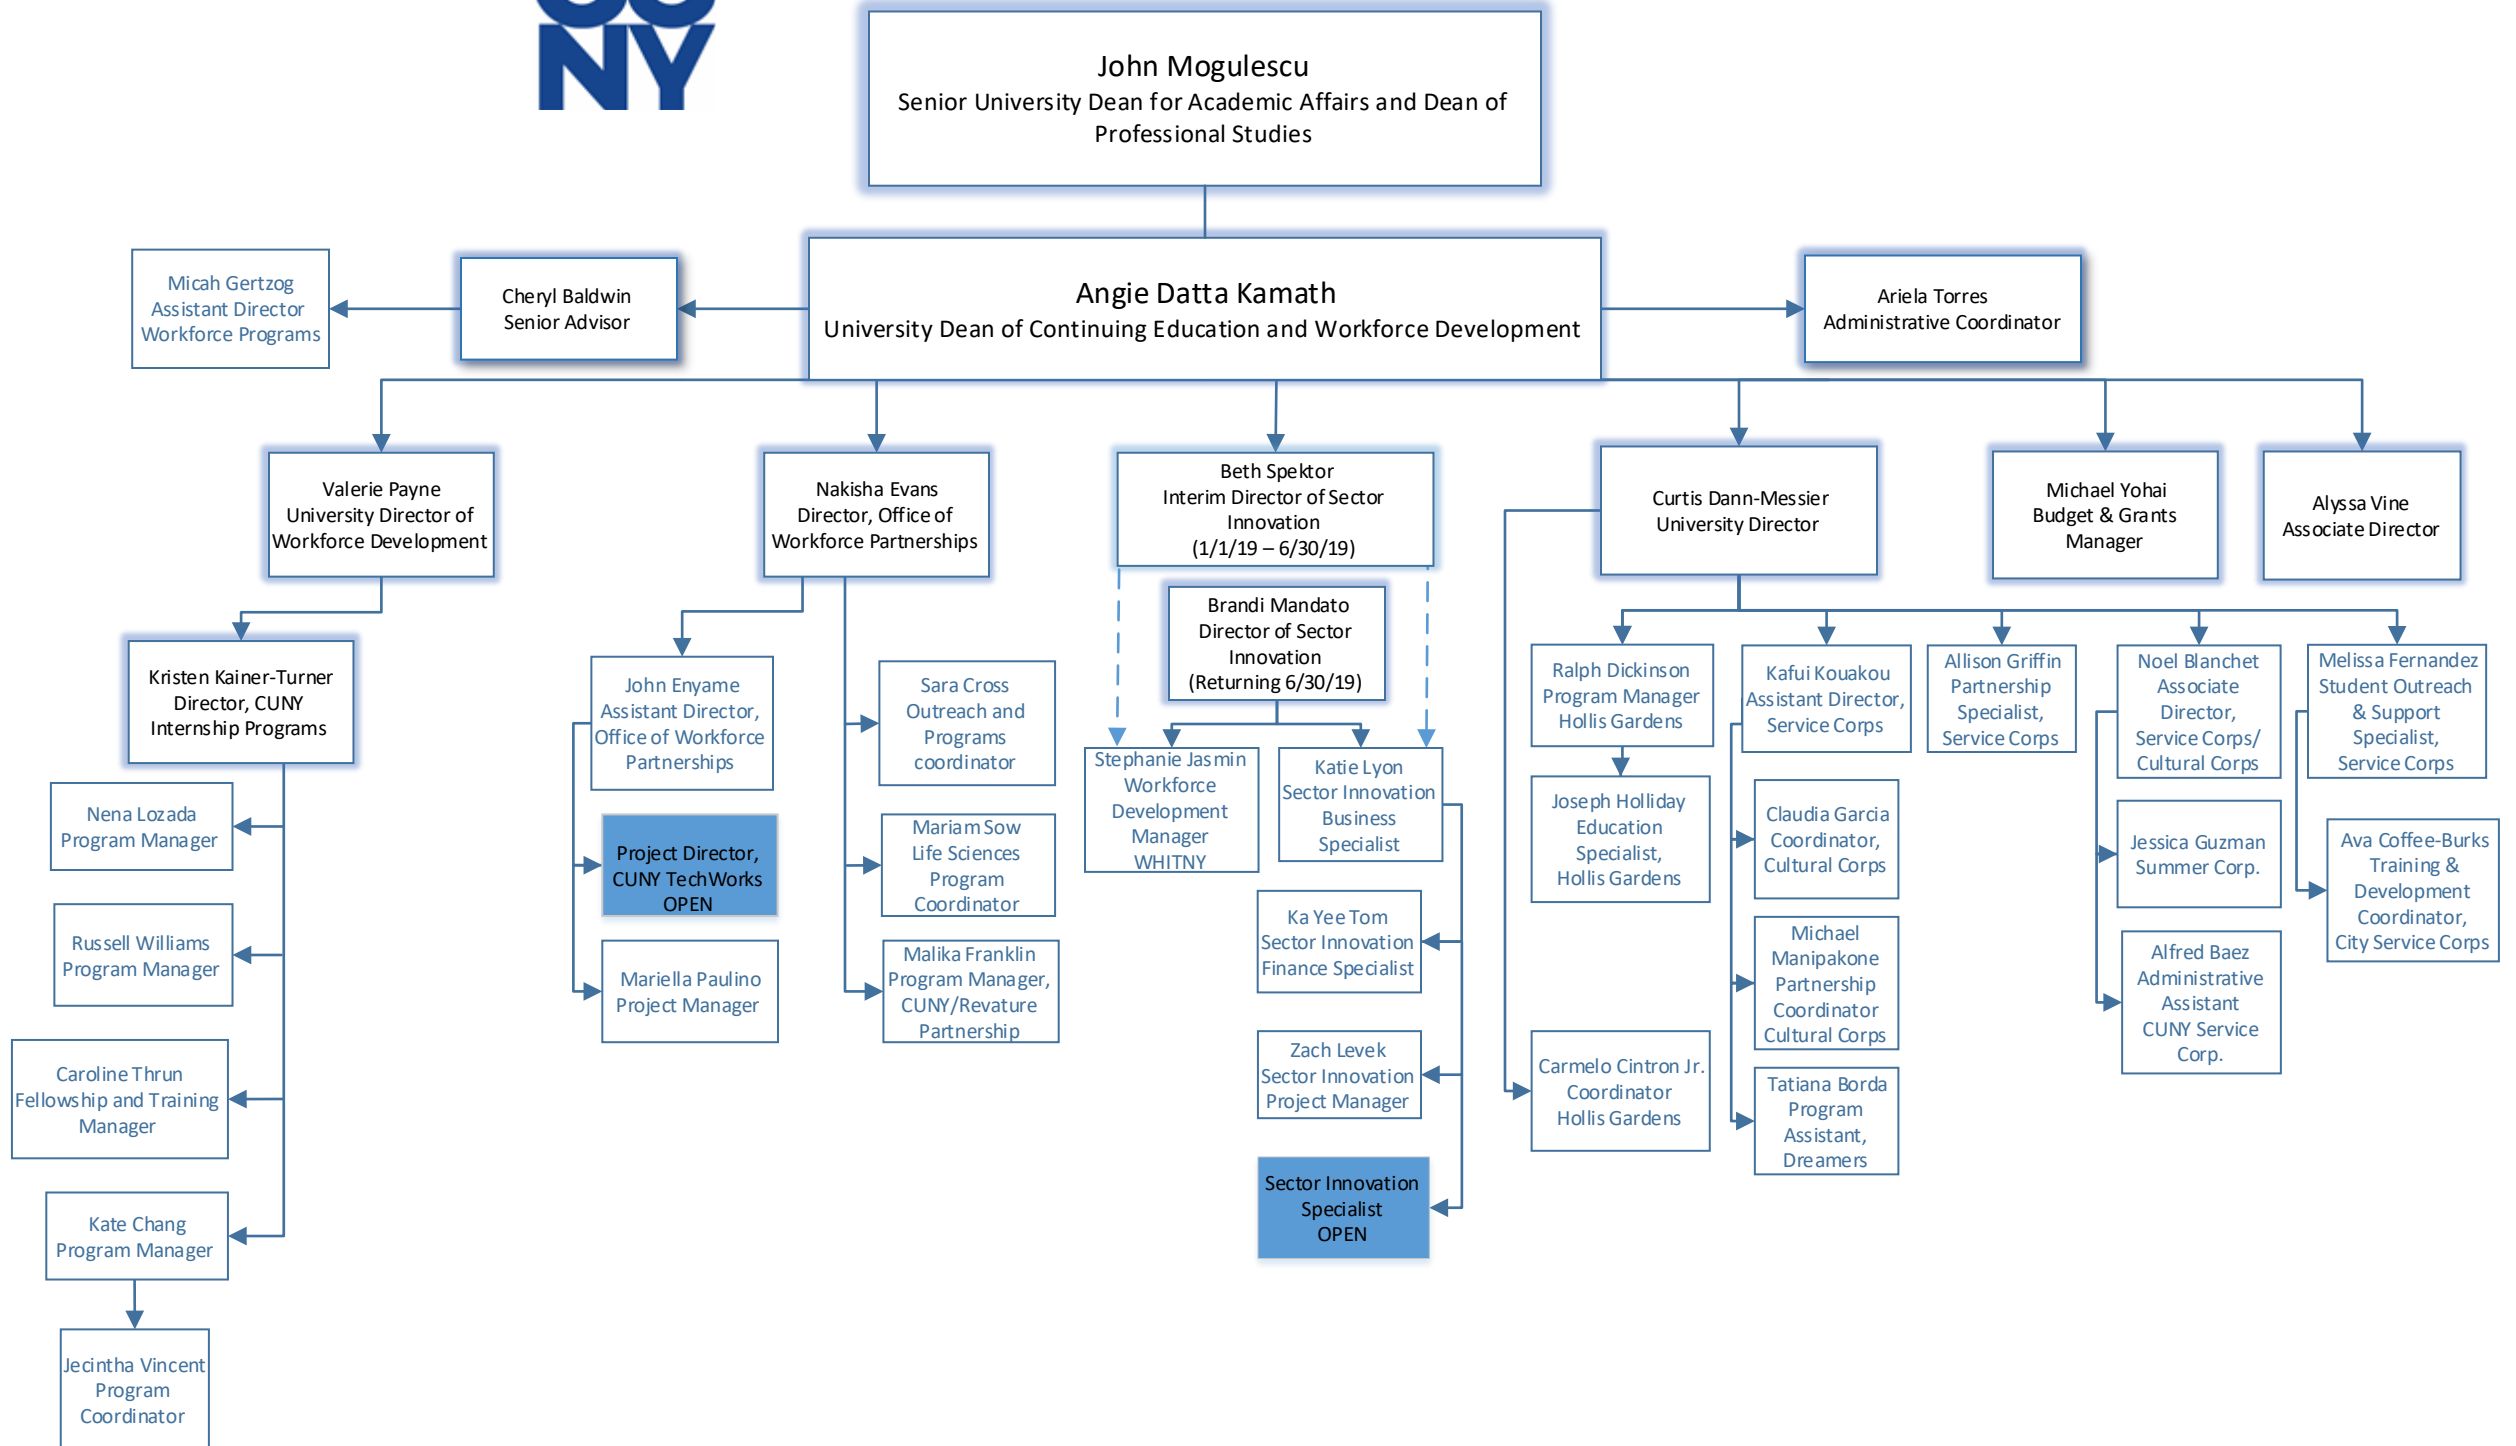 CU
NY
John Mogulescu
Senior University Dean for Academic Affairs and Dean of
Professional Studies
Micah Gertzog
Assistant Director
Workforce Programs
Cheryl Baldwin
Senior Advisor
Angie Datta Kamath
University Dean of Continuing Education and Workforce Development
Ariela Torres
Administrative Coordinator
Valerie Payne
University Director of
Workforce Development
Nakisha Evans
Director, Office of
Workforce Partnerships
Beth Spektor
Interim Director of Sector
Innovation
(1/1/19 – 6/30/19)
Curtis Dann-Messier
University Director
Michael Yohai
Budget & Grants
Manager
Alyssa Vine
Associate Director
Brandi Mandato
Director of Sector
Innovation
(Returning 6/30/19)
Kristen Kainer-Turner
Director, CUNY
Internship Programs
Nena Lozada
Program Manager
Russell Williams
Program Manager
Caroline Thrun
Fellowship and Training
Manager
Kate Chang
Program Manager
Jecintha Vincent
Program
Coordinator
John Enyame
Assistant Director,
Office of Workforce
Partnerships
Project Director,
CUNY TechWorks
OPEN
Mariella Paulino
Project Manager
Sara Cross
Outreach and
Programs
coordinator
Mariam Sow
Life Sciences
Program
Coordinator
Malika Franklin
Program Manager,
CUNY/Revature
Partnership
Stephanie Jasmin
Workforce
Development
Manager
WHITNY
Katie Lyon
Sector Innovation
Business
Specialist
Ka Yee Tom
Sector Innovation
Finance Specialist
Zach Levek
Sector Innovation
Project Manager
Sector Innovation
Specialist
OPEN
Ralph Dickinson
Program Manager
Hollis Gardens
Joseph Holliday
Education
Specialist,
Hollis Gardens
Carmelo Cintron Jr.
Coordinator
Hollis Gardens
Kafui Kouakou
Assistant Director,
Service Corps
Claudia Garcia
Coordinator,
Cultural Corps
Michael
Manipakone
Partnership
Coordinator
Cultural Corps
Tatiana Borda
Program
Assistant,
Dreamers
Allison Griffin
Partnership
Specialist,
Service Corps
Noel Blanchet
Associate
Director,
Service Corps/
Cultural Corps
Jessica Guzman
Summer Corp.
Alfred Baez
Administrative
Assistant
CUNY Service
Corp.
Melissa Fernandez
Student Outreach
& Support
Specialist,
Service Corps
Ava Coffee-Burks
Training &
Development
Coordinator,
City Service Corps